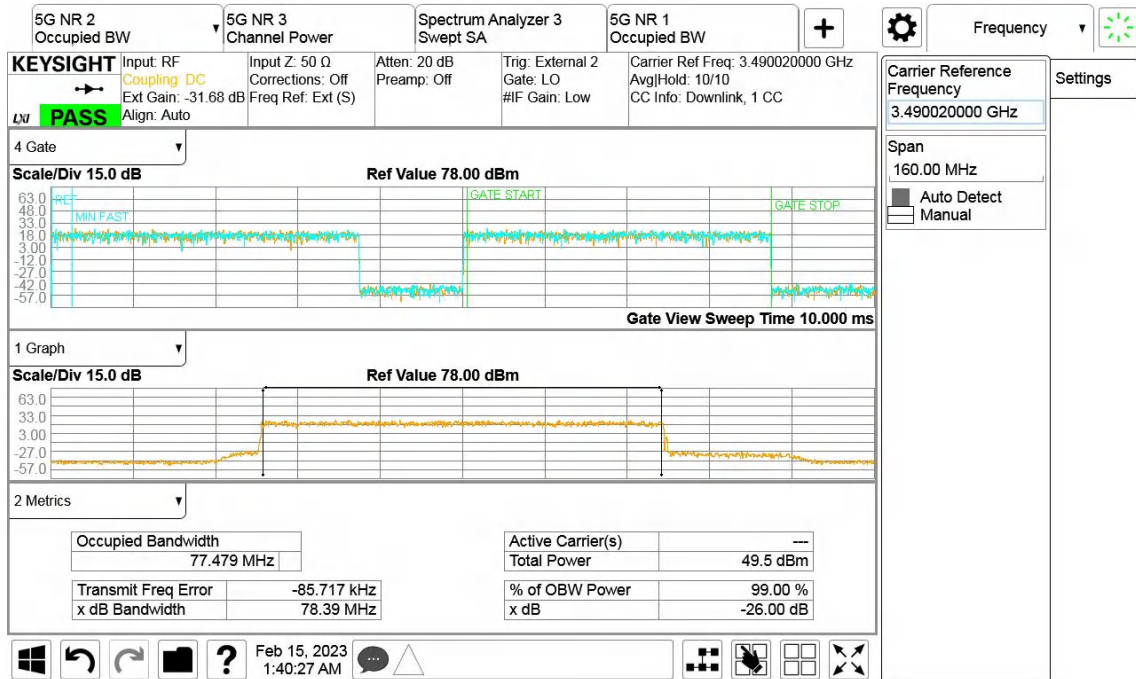 5G NR 2
Occupied BW
5G NR 3
Channel Power
Spectrum Analyzer 3
Swept SA
5G NR 1
Occupied BW
+
Frequency
KEYSIGHT
LXI PASS
Input: RF
Coupling: DC
Ext Gain: -31.68 dB
Align: Auto
Input Z: 50 Ω
Corrections: Off
Freq Ref: Ext (S)
Atten: 20 dB
Preamp: Off
Trig: External 2
Gate: LO
#IF Gain: Low
Carrier Ref Freq: 3.490020000 GHz
Avg|Hold: 10/10
CC Info: Downlink, 1 CC
Carrier Reference
Frequency
3.490020000 GHz
Span
160.00 MHz
Auto Detect
Manual
Settings
4 Gate
Scale/Div 15.0 dB
Ref Value 78.00 dBm
63.0
48.0
33.0
18.0
3.00
-12.0
-27.0
-42.0
-57.0
REF
MIN FAST
GATE START
GATE STOP
Gate View Sweep Time 10.000 ms
1 Graph
Scale/Div 15.0 dB
Ref Value 78.00 dBm
63.0
33.0
3.00
-27.0
-57.0
2 Metrics
Occupied Bandwidth
77.479 MHz
Transmit Freq Error -85.717 kHz
x dB Bandwidth 78.39 MHz
Active Carrier(s) ---
Total Power 49.5 dBm
% of OBW Power 99.00 %
x dB -26.00 dB
?
Feb 15, 2023
1:40:27 AM